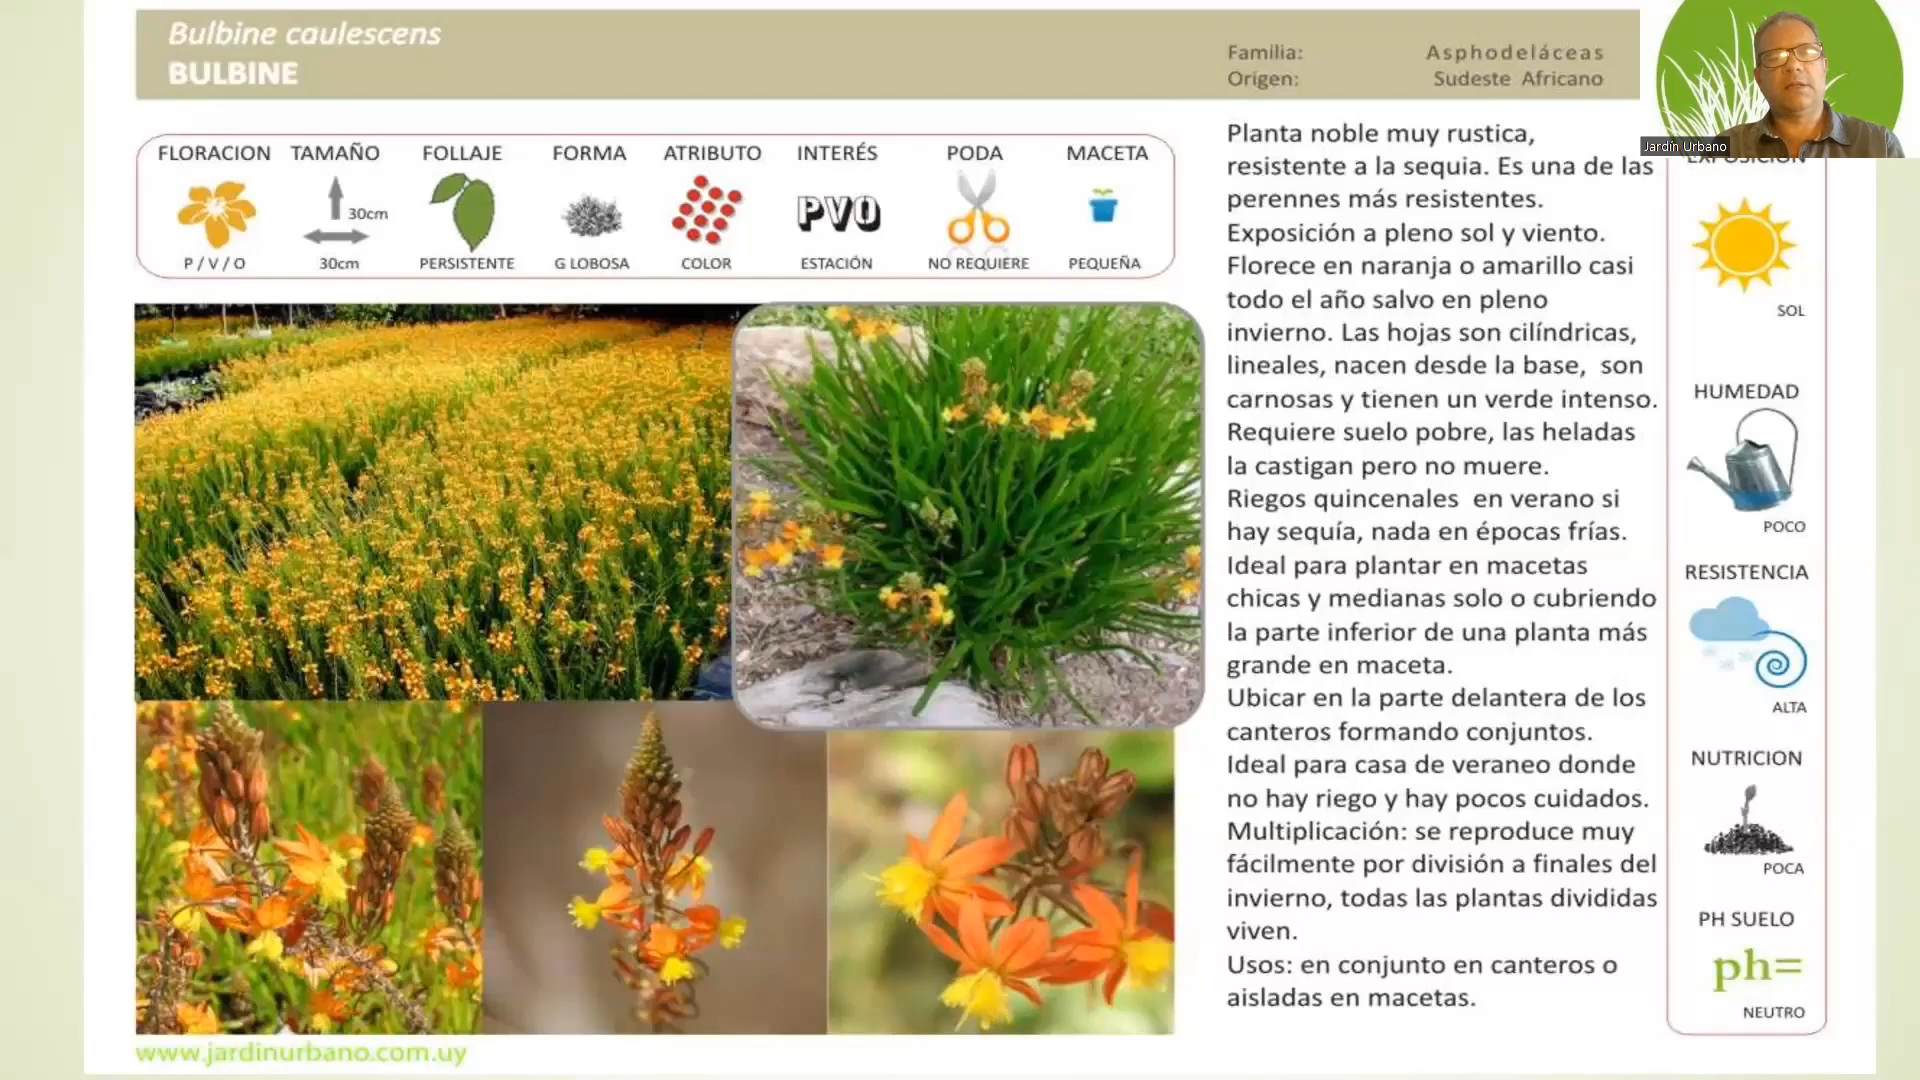 Bulbine caulescens
BULBINE
Familia: Asphodeláceas
Origen: Sudeste Africano
Jardín Urbano
FLORACION TAMAÑO FOLLAJE FORMA ATRIBUTO INTERÉS PODA MACETA
30cm
PVO
P / V / O 30cm PERSISTENTE G LOBOSA COLOR ESTACIÓN NO REQUIERE PEQUEÑA
Planta noble muy rustica,
resistente a la sequia. Es una de las
perennes más resistentes.
Exposición a pleno sol y viento.
Florece en naranja o amarillo casi
todo el año salvo en pleno
invierno. Las hojas son cilíndricas,
lineales, nacen desde la base, son
carnosas y tienen un verde intenso.
Requiere suelo pobre, las heladas
la castigan pero no muere.
Riegos quincenales en verano si
hay sequía, nada en épocas frías.
Ideal para plantar en macetas
chicas y medianas solo o cubriendo
la parte inferior de una planta más
grande en maceta.
Ubicar en la parte delantera de los
canteros formando conjuntos.
Ideal para casa de veraneo donde
no hay riego y hay pocos cuidados.
Multiplicación: se reproduce muy
fácilmente por división a finales del
invierno, todas las plantas divididas
viven.
Usos: en conjunto en canteros o
aisladas en macetas.
EXPOSICION
SOL
HUMEDAD
POCO
RESISTENCIA
ALTA
NUTRICION
POCA
PH SUELO
ph=
NEUTRO
www.jardinurbano.com.uy